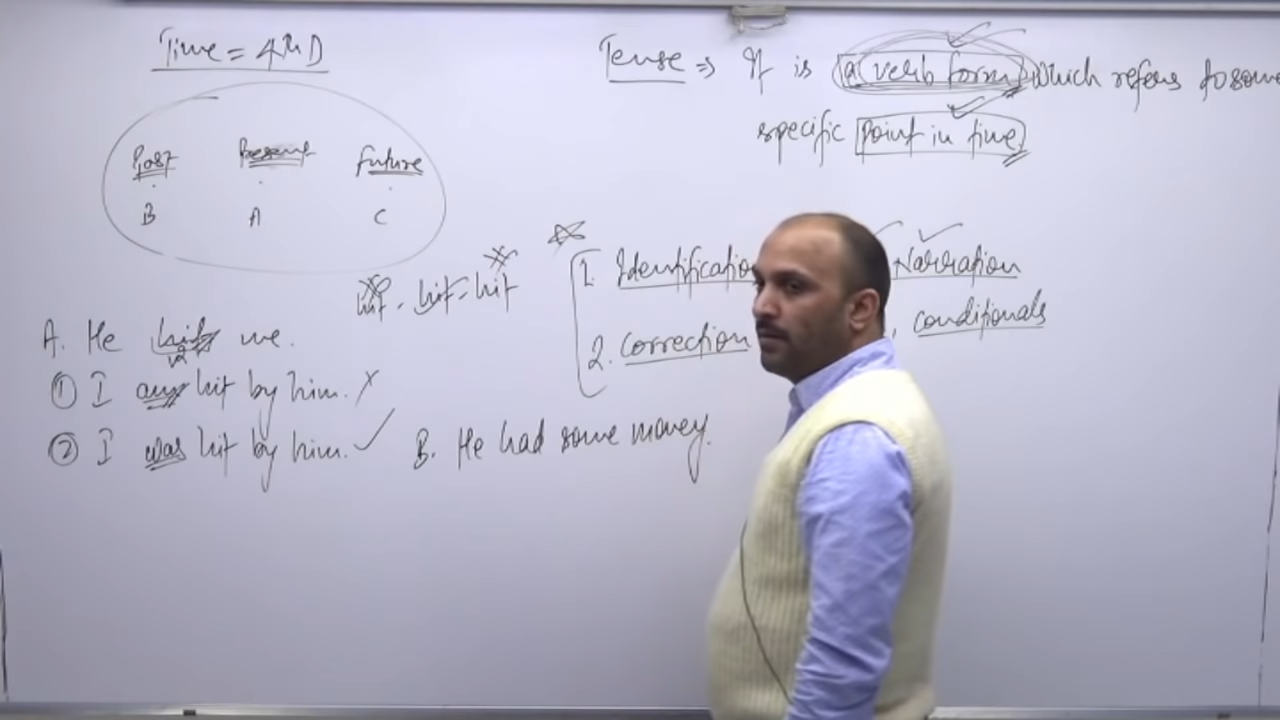 Time = 4th D
Past Present Future
B A C
Tense => It is a verb form which refers to some
specific point in time
hit - hit - hit
1. Identification
Narration
2. correction
conditionals
A. He hit me.
V2
① I am hit by him. X
② I was hit by him. ✓
B. He had some money.